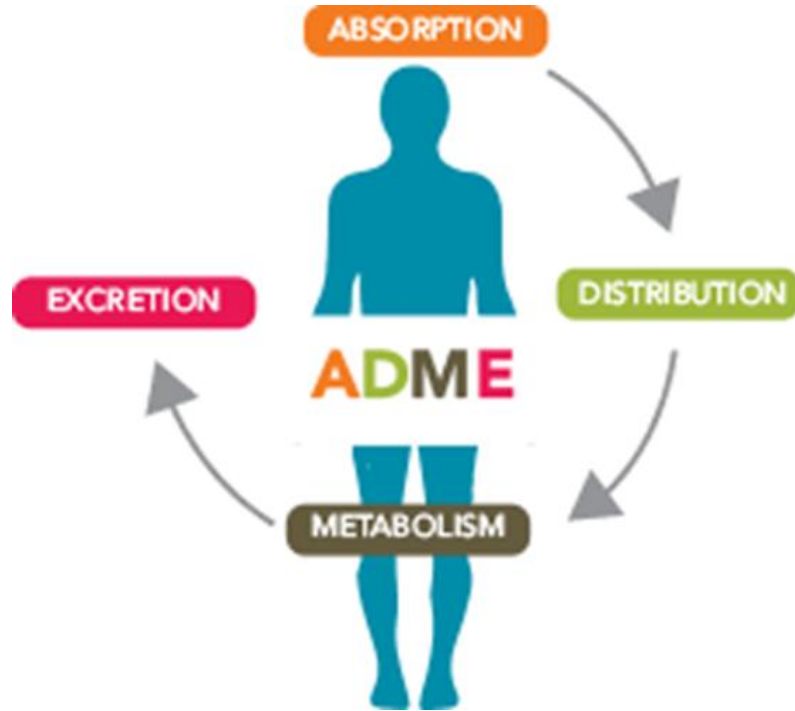 ABSORPTION
DISTRIBUTION
EXCRETION
ADME
METABOLISM